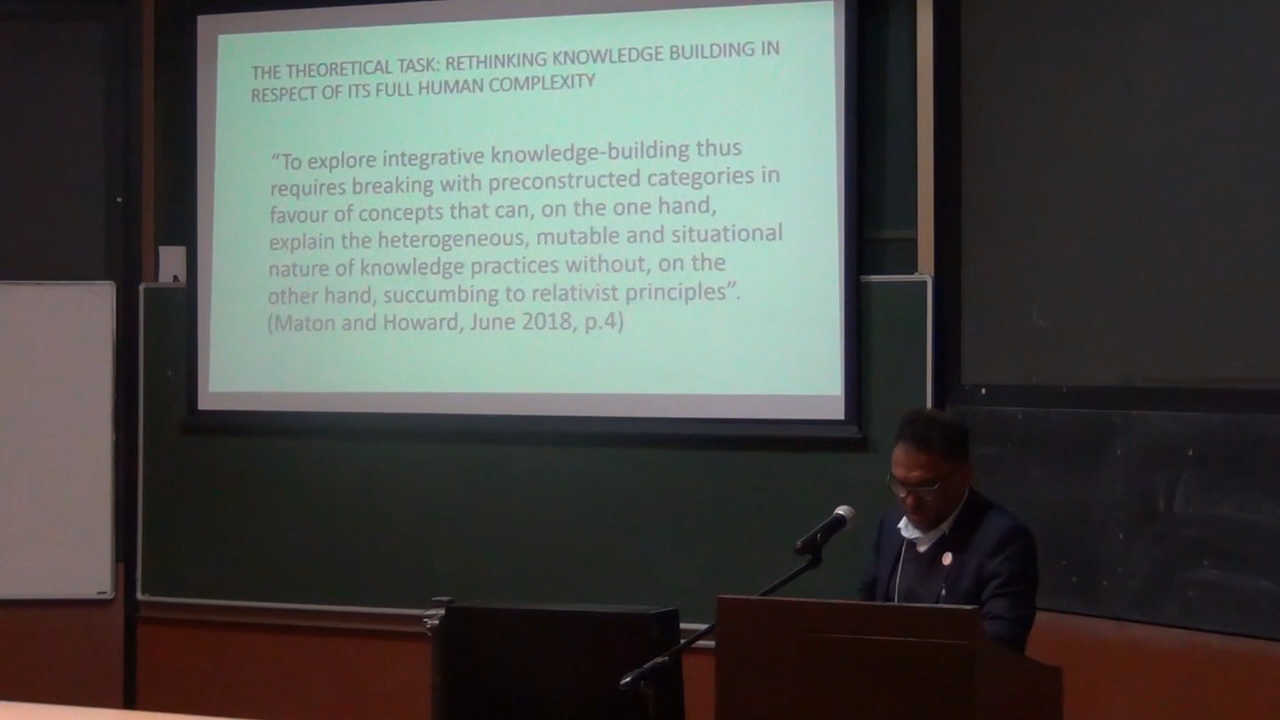 THE THEORETICAL TASK: RETHINKING KNOWLEDGE BUILDING IN
RESPECT OF ITS FULL HUMAN COMPLEXITY
“To explore integrative knowledge-building thus
requires breaking with preconstructed categories in
favour of concepts that can, on the one hand,
explain the heterogeneous, mutable and situational
nature of knowledge practices without, on the
other hand, succumbing to relativist principles”.
(Maton and Howard, June 2018, p.4)